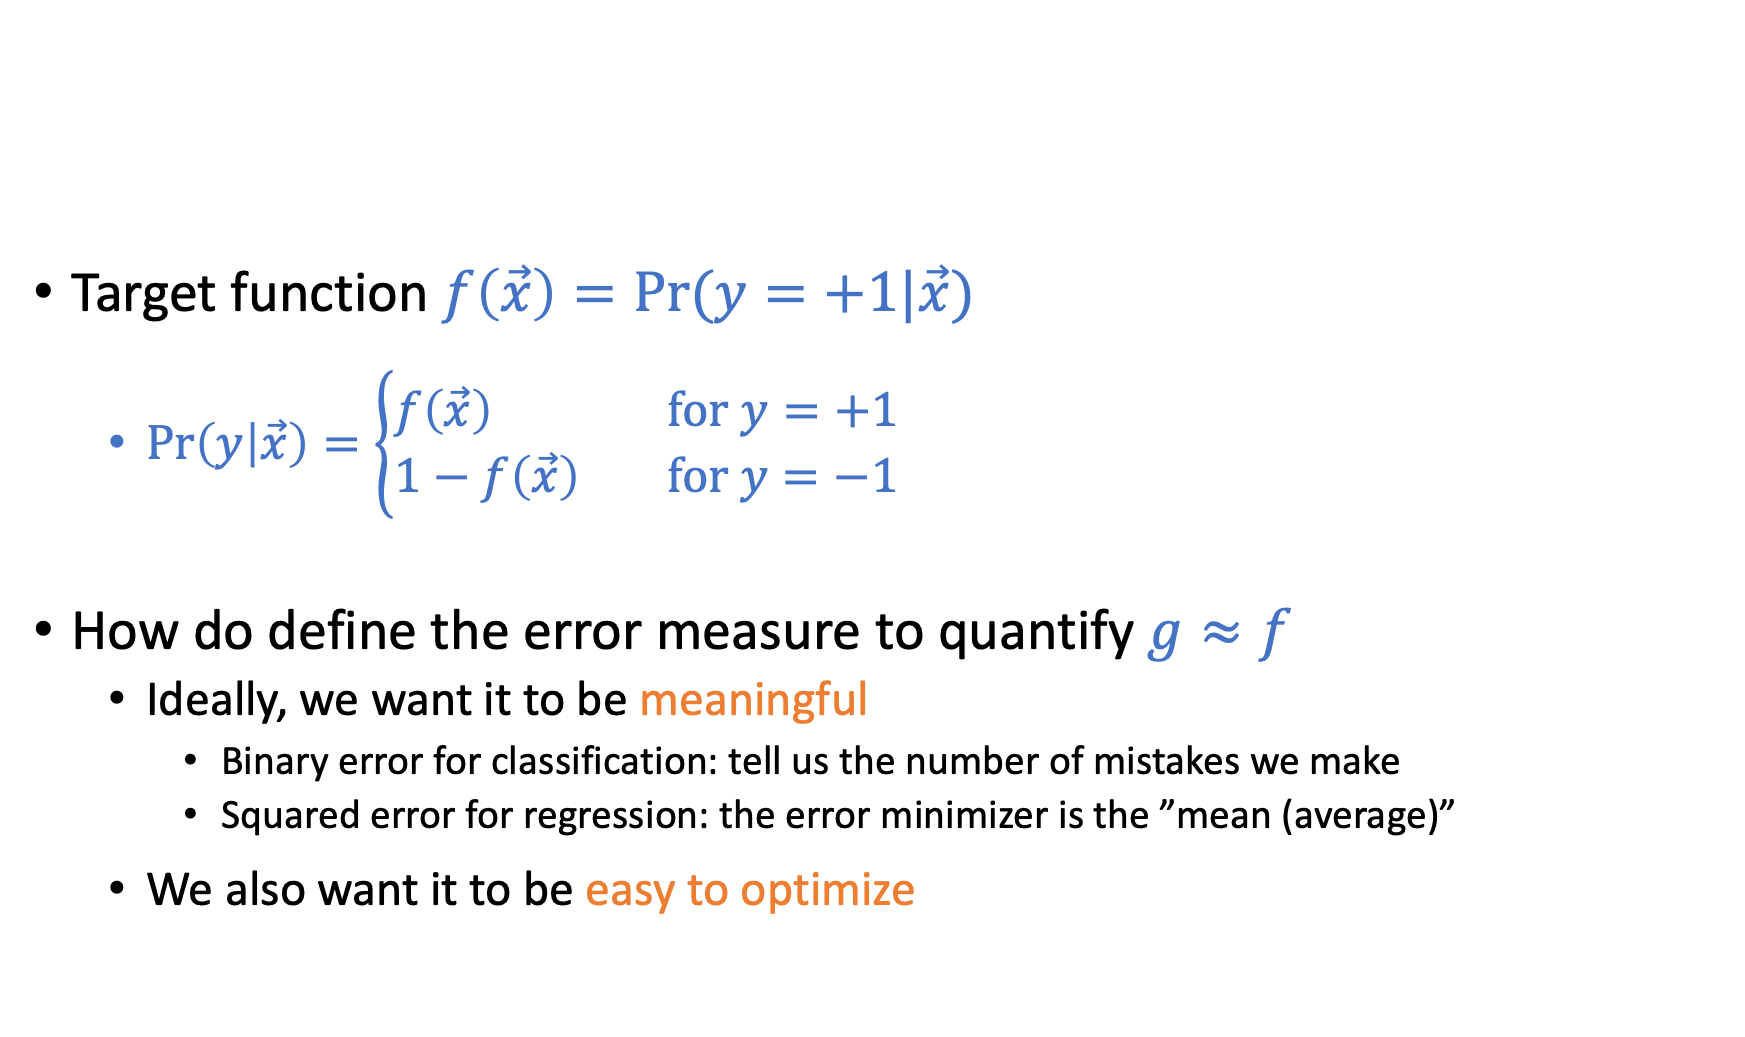 • Target function f(x⃗) = Pr(y = +1|x⃗)
• Pr(y|x⃗) = { f(x⃗) for y = +1
1 − f(x⃗) for y = −1
• How do define the error measure to quantify g ≈ f
• Ideally, we want it to be meaningful
• Binary error for classification: tell us the number of mistakes we make
• Squared error for regression: the error minimizer is the ”mean (average)”
• We also want it to be easy to optimize